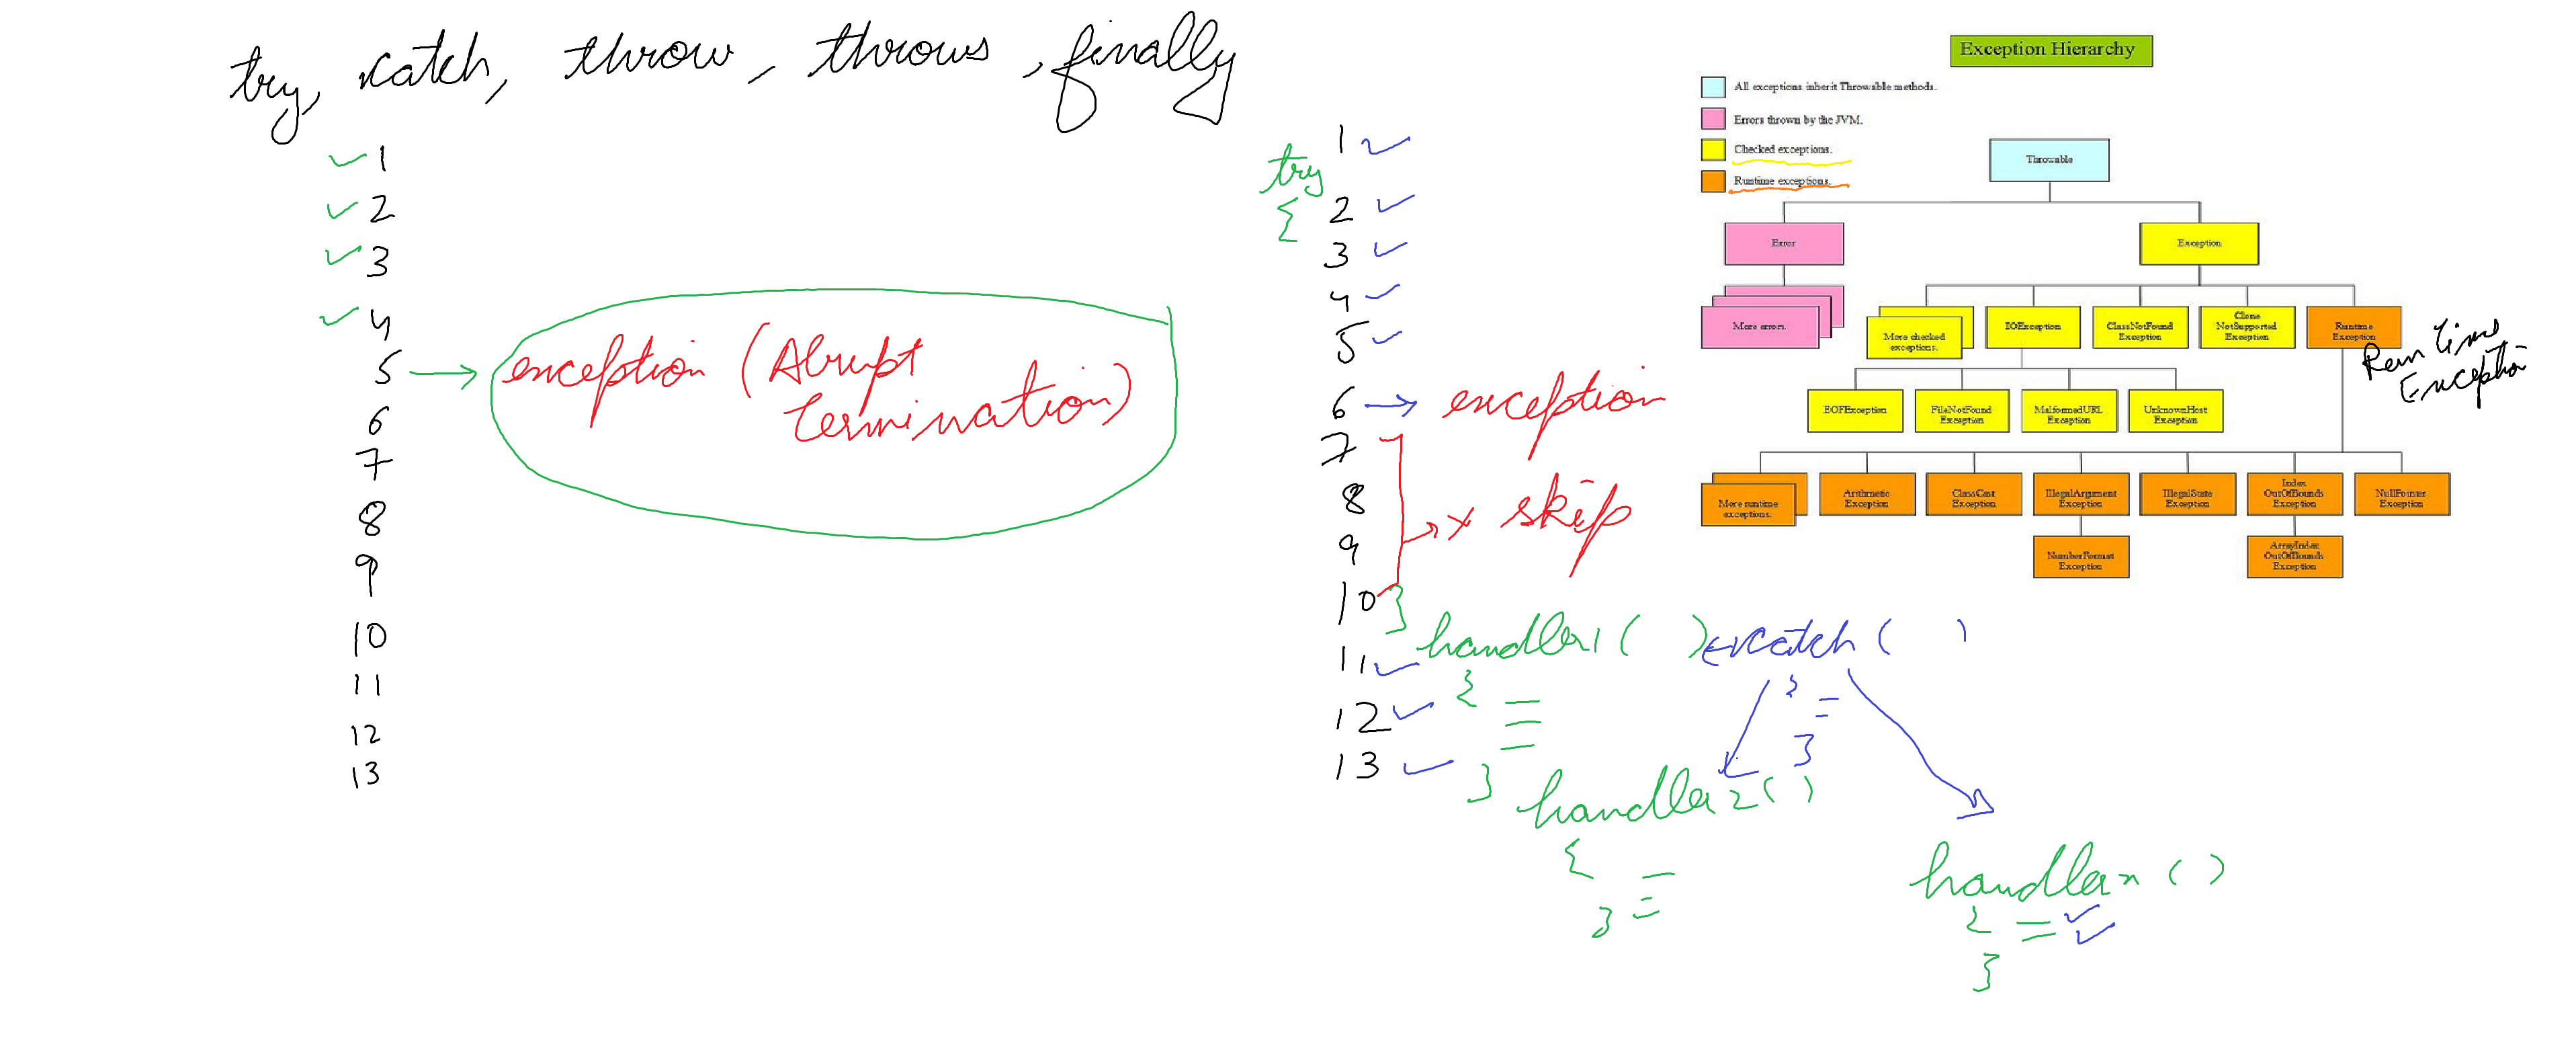 try, catch, throw, throws, finally
1
2
3
4
5 → exception (Abrupt
termination)
6
7
8
9
10
11
12
13
try
{
1
2
3
4
5
6 → exception
7
8
9
10
}
skip
11
12
13
handler1 ( )
{
}
catch ( )
{
}
handler2 ( )
{
}
handlern ( )
{
}
Exception Hierarchy
All exceptions inherit Throwable methods.
Errors thrown by the JVM.
Checked exceptions.
Runtime exceptions.
Throwable
Error
Exception
More errors.
More checked
exceptions.
IOException
ClassNotFound
Exception
Clone
NotSupported
Exception
Runtime
Exception
Run time
Exception
EOFException
FileNotFound
Exception
MalformedURL
Exception
UnknownHost
Exception
More runtime
exceptions.
Arithmetic
Exception
ClassCast
Exception
IllegalArgument
Exception
IllegalState
Exception
Index
OutOfBounds
Exception
NullPointer
Exception
NumberFormat
Exception
ArrayIndex
OutOfBounds
Exception